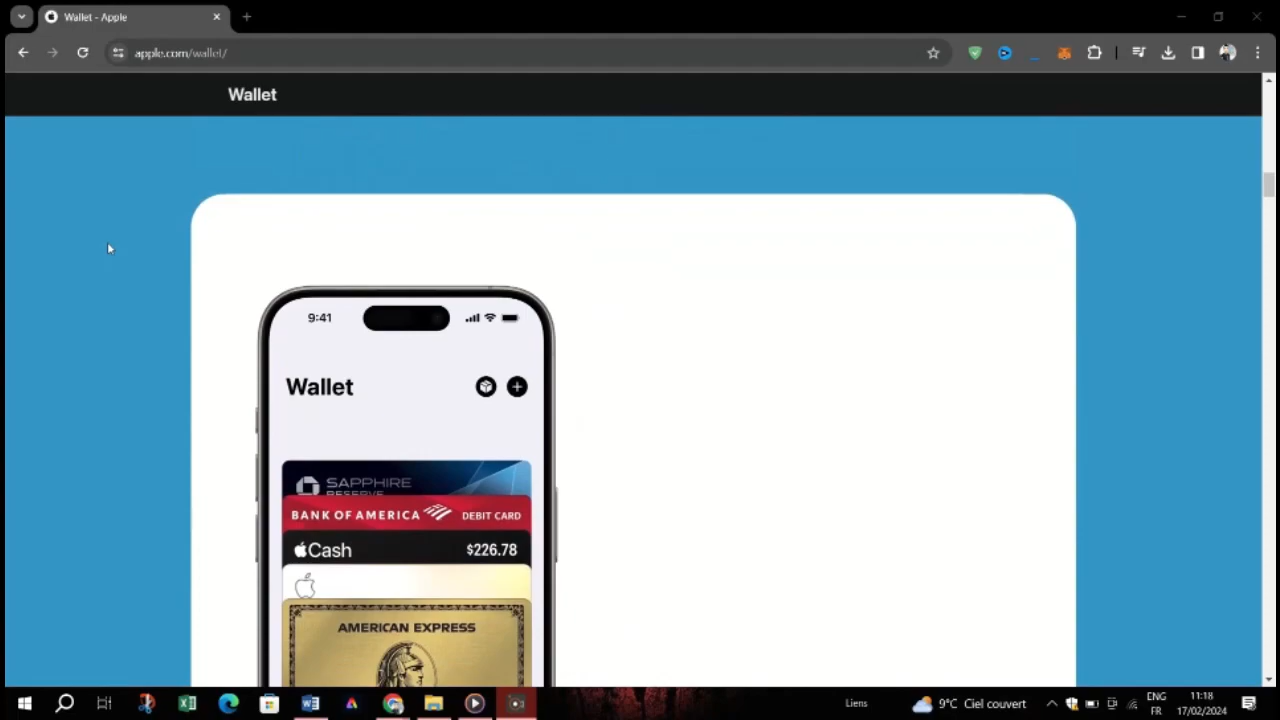 Wallet - Apple
apple.com/wallet/
Wallet
9:41
Wallet
SAPPHIRE
RESERVE
BANK OF AMERICA DEBIT CARD
Cash $226.78
AMERICAN EXPRESS
Liens
9°C Ciel couvert
ENG
FR
11:18
17/02/2024